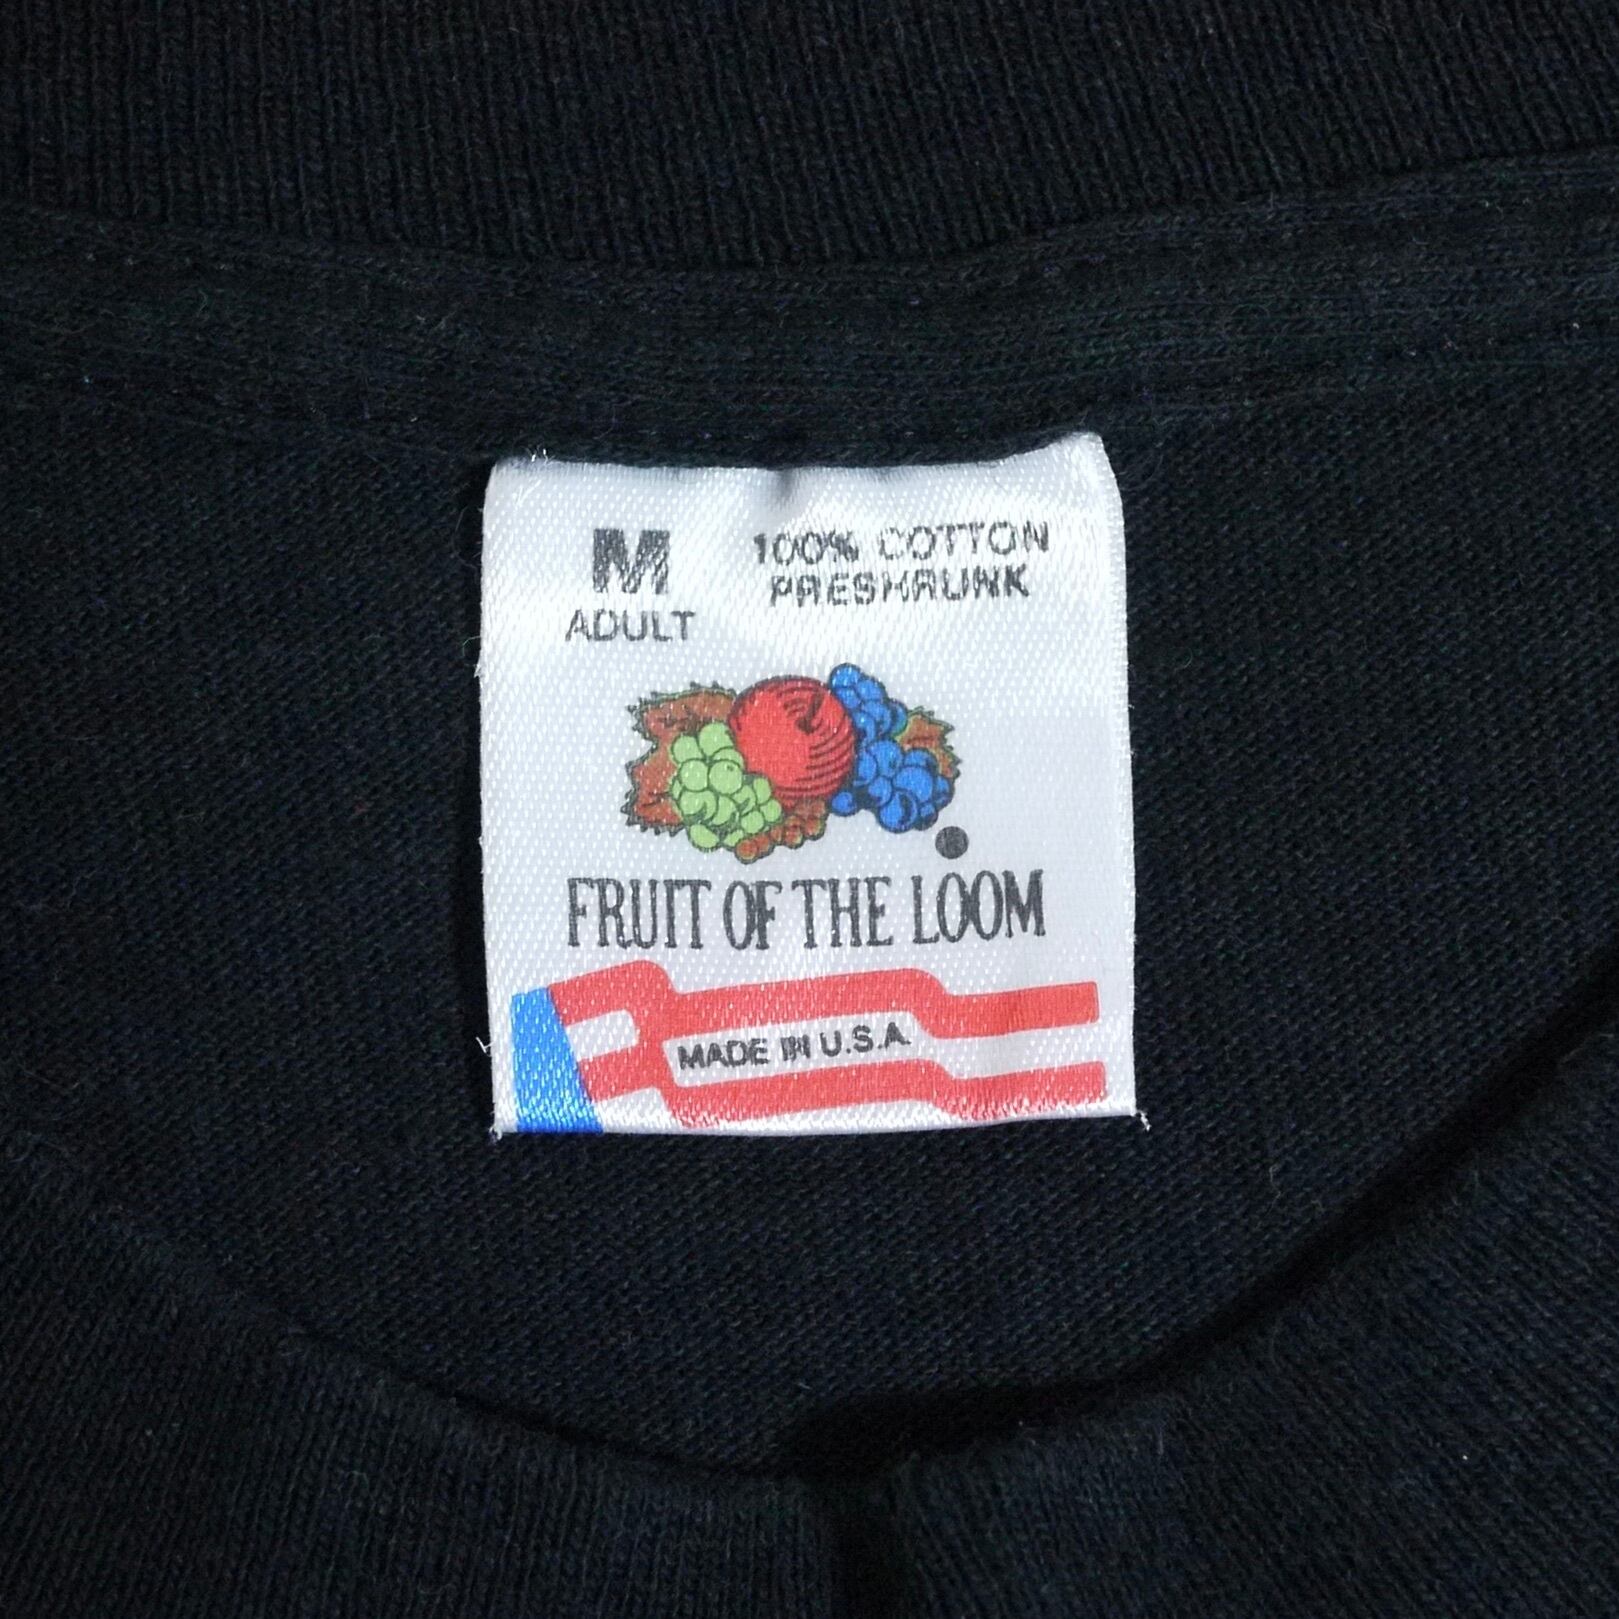 M
ADULT
100% COTTON
PRESHRUNK
FRUIT OF THE LOOM
MADE IN U.S.A.